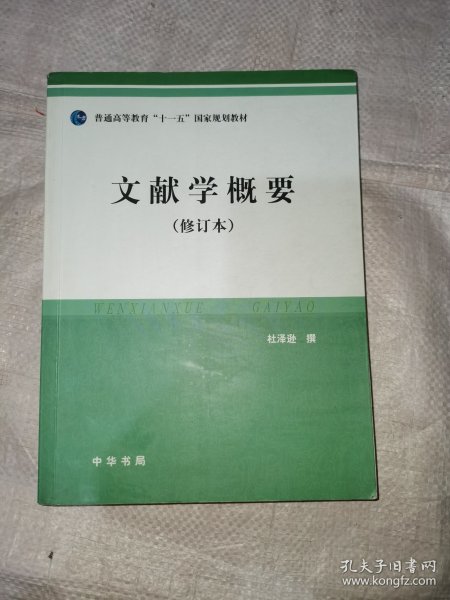 普通高等教育“十一五”国家规划教材
文献学概要
(修订本)
WENXIANXUE GAIYAO
杜泽逊 撰
中华书局
孔夫子旧书网
www.kongfz.com